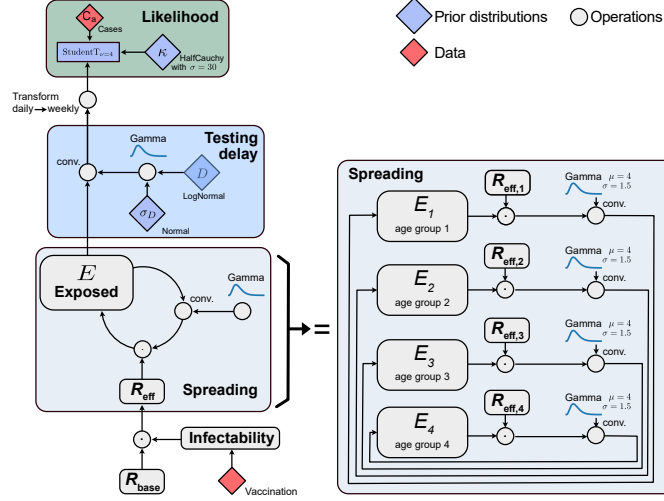 Likelihood
C_a
Cases
StudentT_{ν=4}
κ
HalfCauchy
with σ = 30
Prior distributions
Operations
Data
Transform
daily→weekly
Testing
delay
Gamma
conv.
D
LogNormal
σ_D
Normal
E
Exposed
Gamma
conv.
·
R_eff
Spreading
·
Infectability
R_base
Vaccination
=
Spreading
E_1
age group 1
R_eff,1
·
Gamma
μ = 4
σ = 1.5
conv.
E_2
age group 2
R_eff,2
·
Gamma
μ = 4
σ = 1.5
conv.
E_3
age group 3
R_eff,3
·
Gamma
μ = 4
σ = 1.5
conv.
E_4
age group 4
R_eff,4
·
Gamma
μ = 4
σ = 1.5
conv.